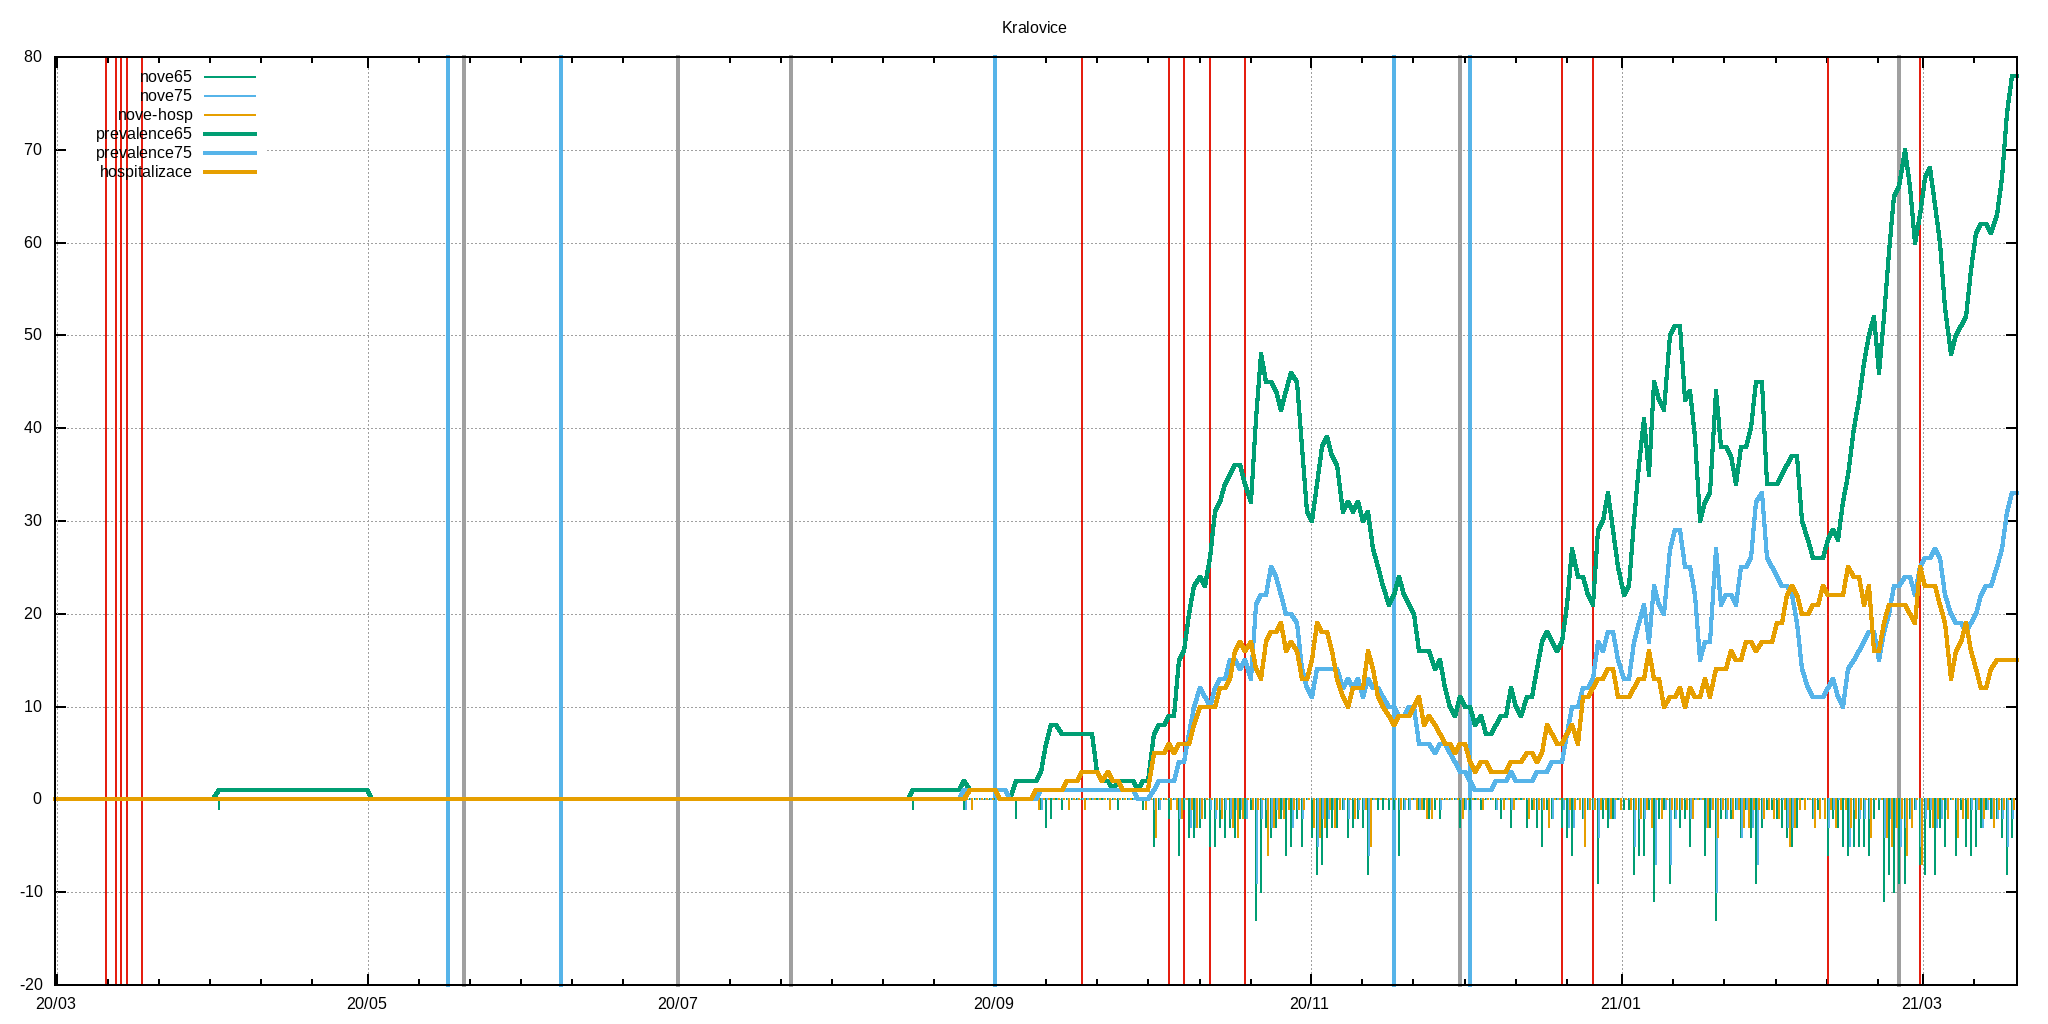 Kralovice
80
70
60
50
40
30
20
10
0
-10
-20
nove65
nove75
nove-hosp
prevalence65
prevalence75
hospitalizace
20/03 20/05 20/07 20/09 20/11 21/01 21/03